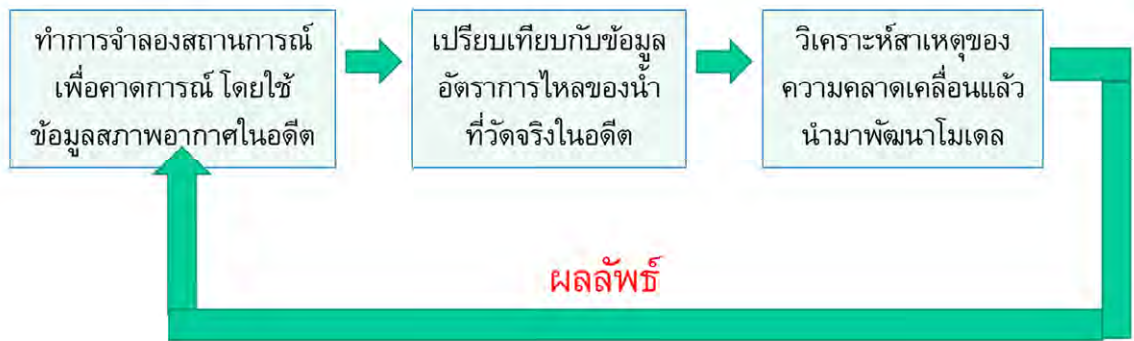 ทำการจำลองสถานการณ์
เพื่อคาดการณ์ โดยใช้
ข้อมูลสภาพอากาศในอดีต
เปรียบเทียบกับข้อมูล
อัตราการไหลของน้ำ
ที่วัดจริงในอดีต
วิเคราะห์สาเหตุของ
ความคลาดเคลื่อนแล้ว
นำมาพัฒนาโมเดล
ผลลัพธ์